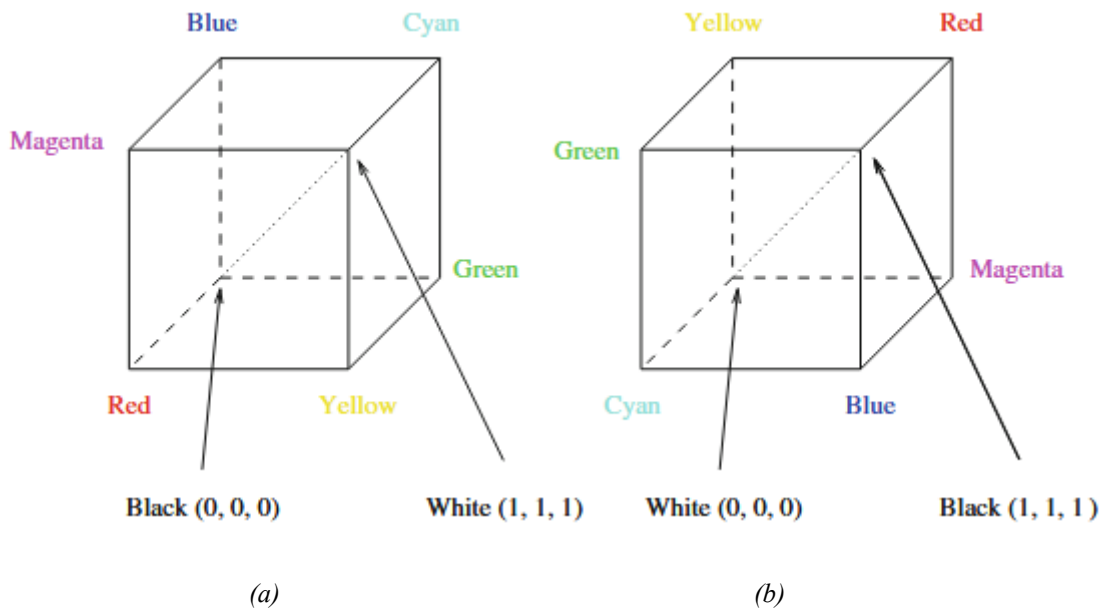 Blue Cyan Yellow Red
Magenta Green
Green Magenta
Red Yellow Cyan Blue
Black (0, 0, 0) White (1, 1, 1) White (0, 0, 0) Black (1, 1, 1 )
(a) (b)